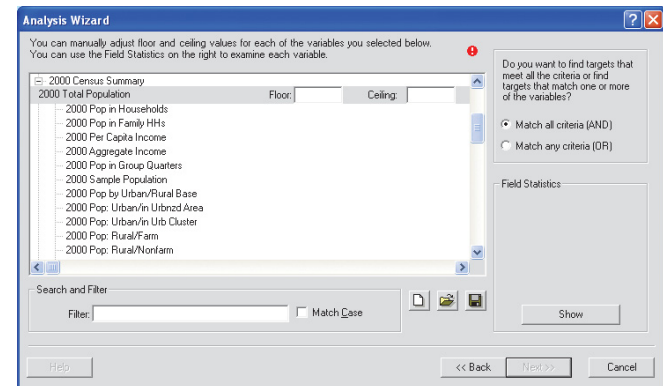 Analysis Wizard
You can manually adjust floor and ceiling values for each of the variables you selected below.
You can use the Field Statistics on the right to examine each variable.
2000 Census Summary
2000 Total Population Floor: Ceiling:
2000 Pop in Households
2000 Pop in Family HHs
2000 Per Capita Income
2000 Aggregate Income
2000 Pop in Group Quarters
2000 Sample Population
2000 Pop by Urban/Rural Base
2000 Pop: Urban/in Urbnzd Area
2000 Pop: Urban/in Urb Cluster
2000 Pop: Rural/Farm
2000 Pop: Rural/Nonfarm
Search and Filter
Filter: Match Case
Do you want to find targets that
meet all the criteria or find
targets that match one or more
of the variables?
Match all criteria (AND)
Match any criteria (OR)
Field Statistics
Show
Help << Back Next >> Cancel